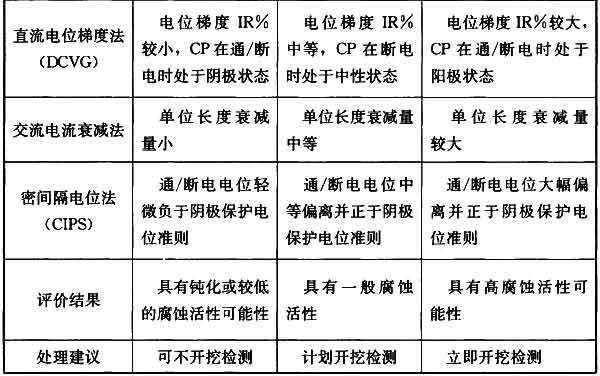 直流电位梯度法
（DCVG）
电位梯度 IR%
较小，CP 在通/断
电时处于阴极状态
电位梯度 IR%
中等，CP 在断电
时处于中性状态
电位梯度 IR%较大，
CP 在通/断电时处于
阳极状态
交流电流衰减法
单位长度衰减
量小
单位长度衰减量
中等
单位长度衰减量
较大
密间隔电位法
（CIPS）
通/断电电位轻
微负于阴极保护电
位准则
通/断电电位中
等偏离并正于阴极
保护电位准则
通/断电电位大幅偏
离并正于阴极保护电
位准则
评价结果
具有钝化或较低
的腐蚀活性可能性
具有一般腐蚀
活性
具有高腐蚀活性可
能性
处理建议
可不开挖检测
计划开挖检测
立即开挖检测